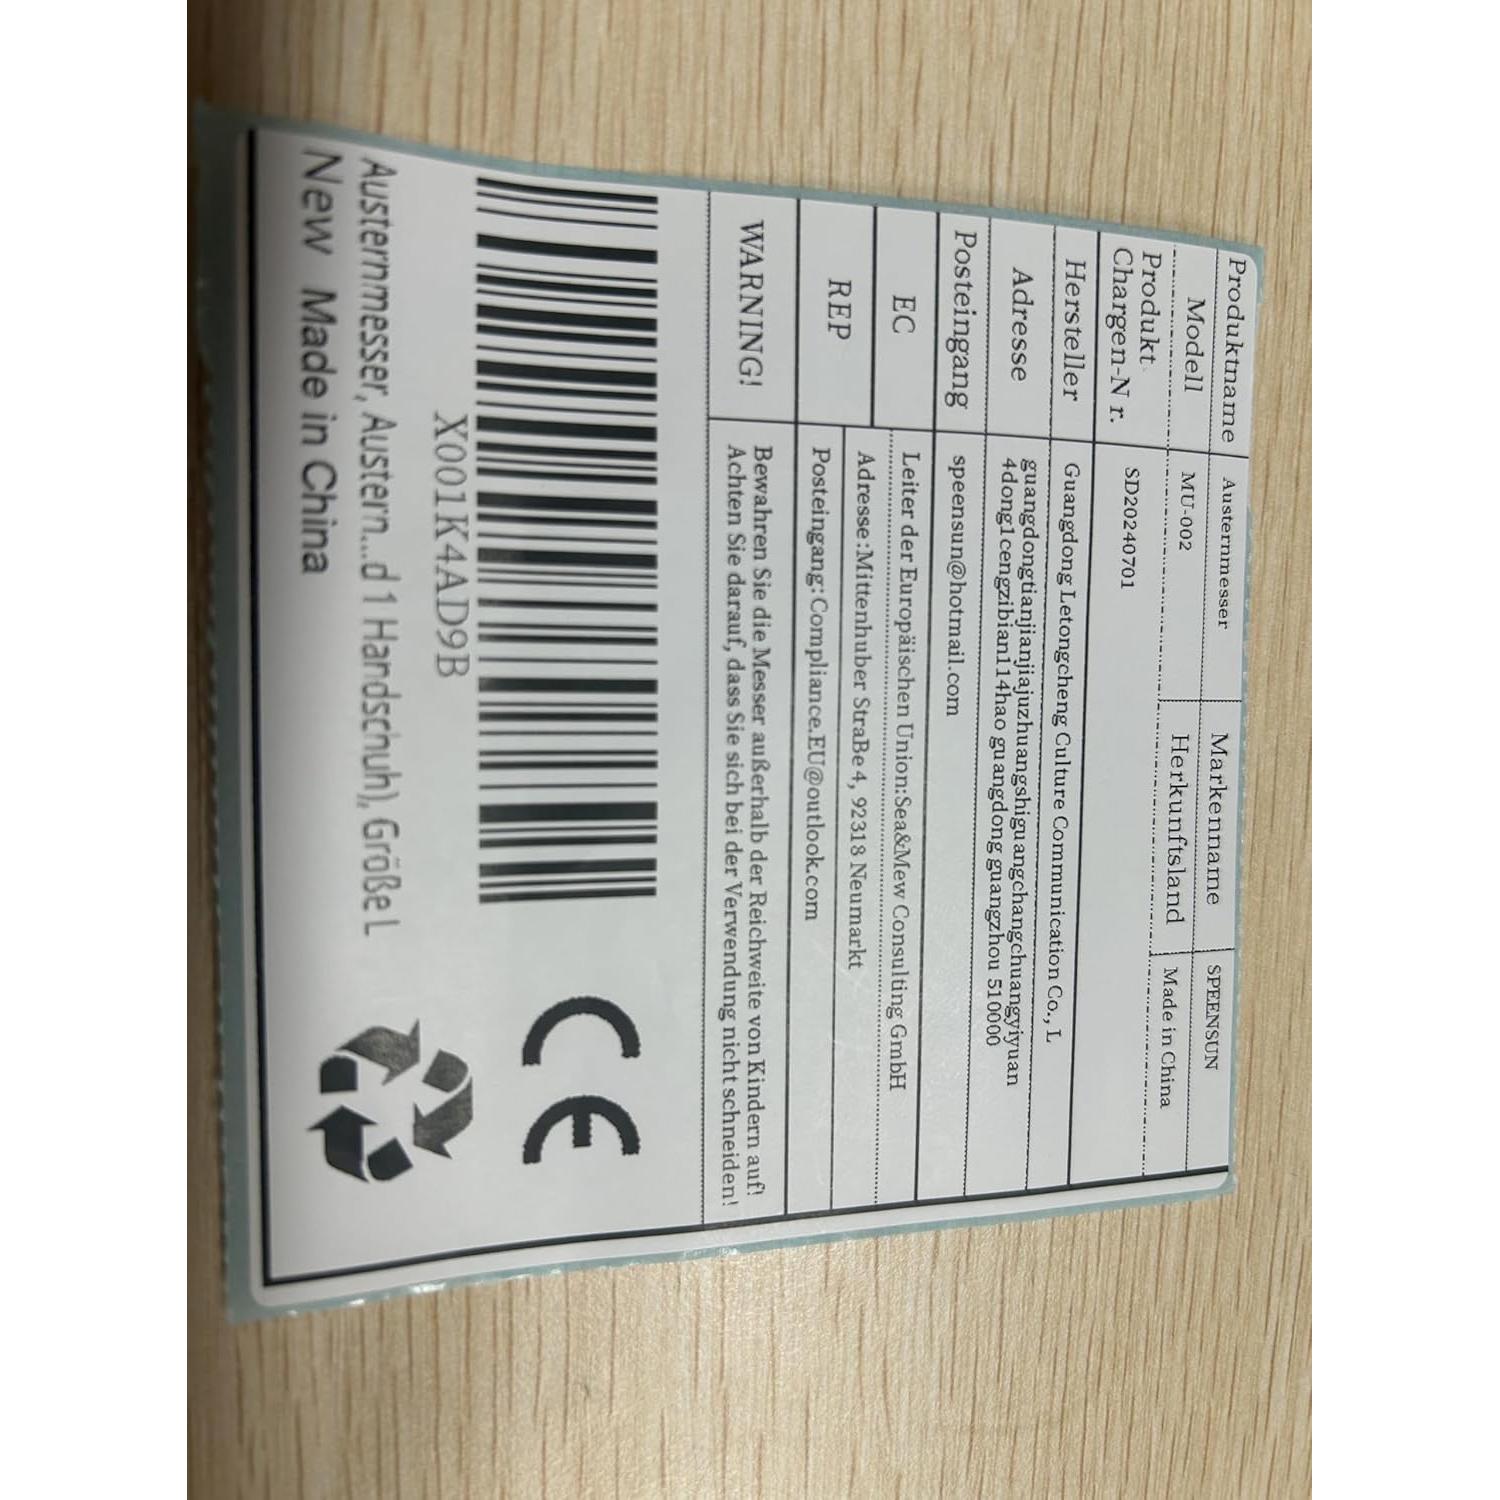 Produktname Austernmesser Markenname SPEENSUN
Modell MU-002 Herkunftsland Made in China
Produkt
Chargen-N r. SD20240701
Hersteller Guangdong Letongcheng Culture Communication Co., L
Adresse guangdongtianjianjiajuzhuangshiguangchangchuangyiyuan
4dong1cengzibian114hao guangdong guangzhou 510000
Posteingang speensun@hotmail.com
EC Leiter der Europäischen Union:Sea&Mew Consulting GmbH
Adresse:Mittenhuber StraBe 4, 92318 Neumarkt
REP Posteingang:Compliance.EU@outlook.com
WARNING! Bewahren Sie die Messer außerhalb der Reichweite von Kindern auf!
Achten Sie darauf, dass Sie sich bei der Verwendung nicht schneiden!
CE
X001K4AD9B
Austernmesser, Austern...d 1 Handschuh), Größe L
New Made in China